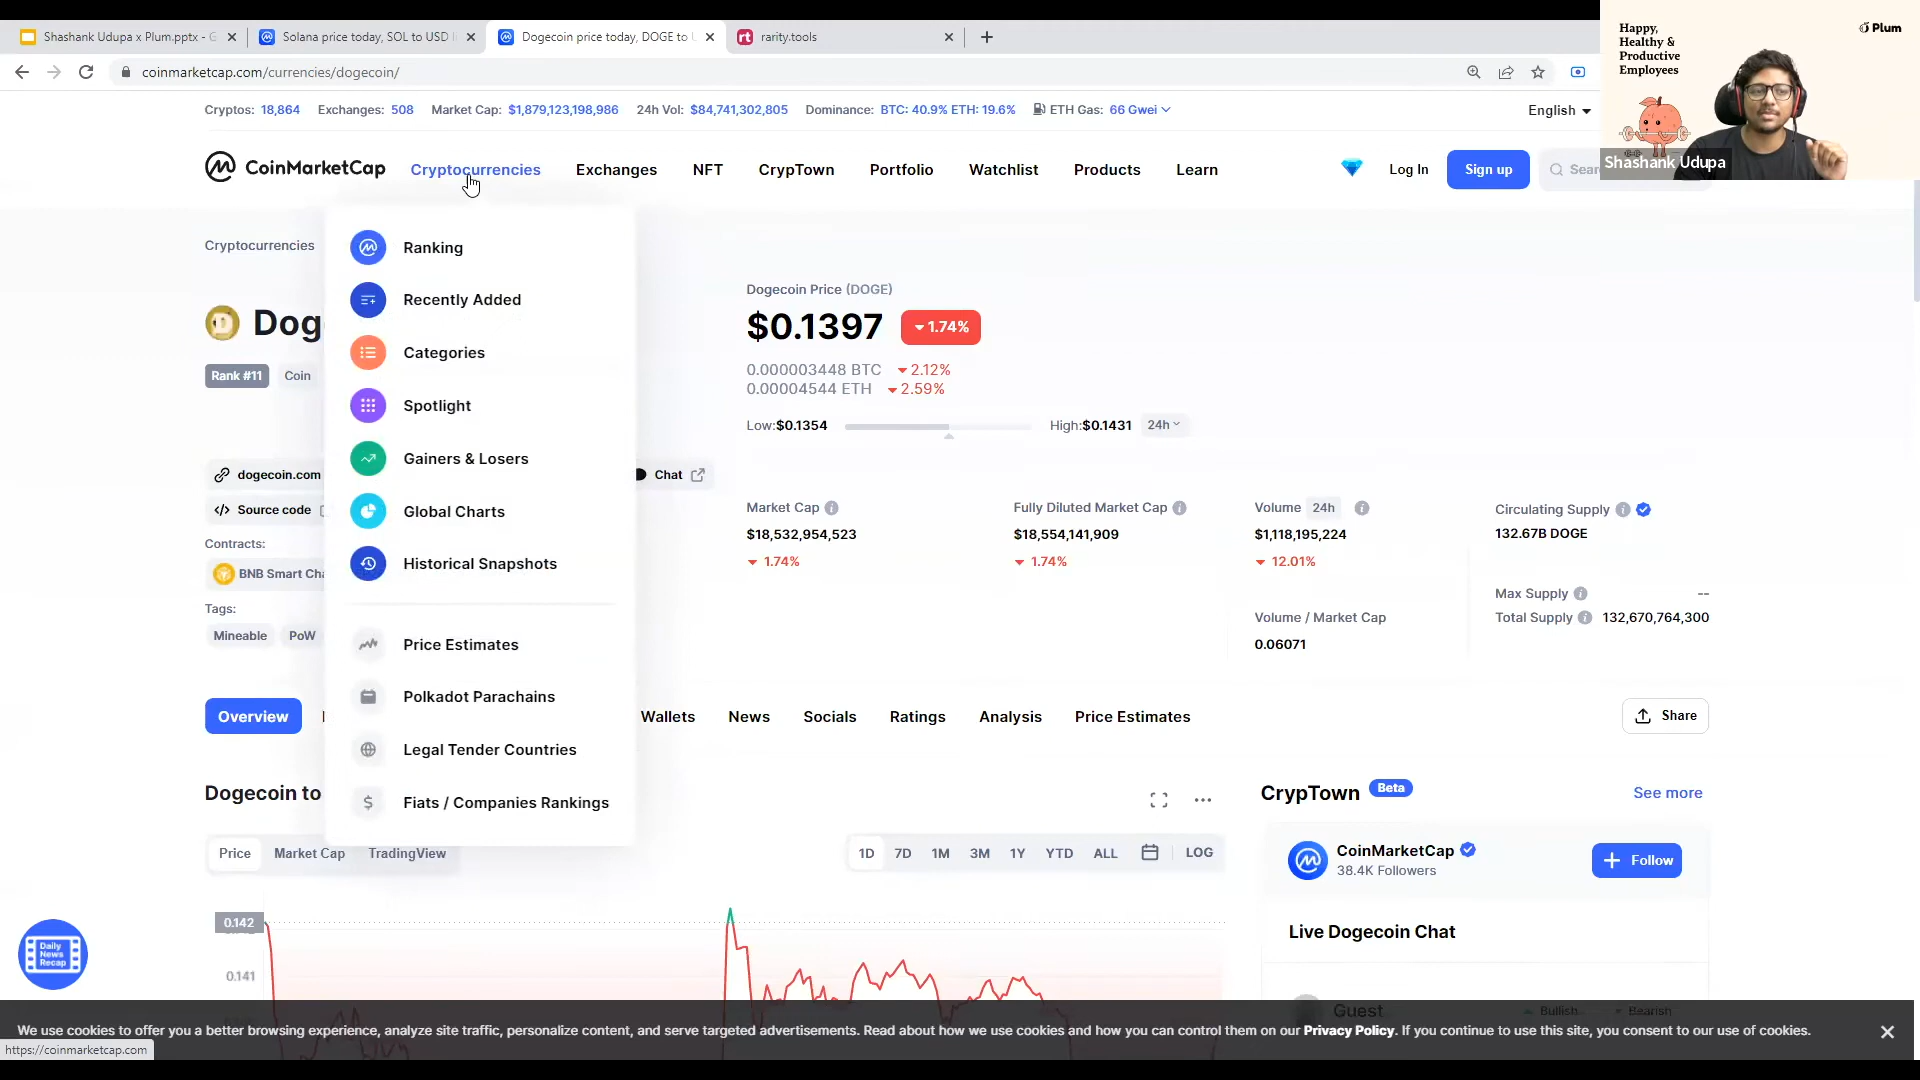 Shashank Udupa x Plum.pptx - G
Solana price today, SOL to USD li
Dogecoin price today, DOGE to U
rarity.tools
coinmarketcap.com/currencies/dogecoin/
Happy,
Healthy &
Productive
Employees
Plum
Shashank Udupa
Cryptos: 18,864 Exchanges: 508 Market Cap: $1,879,123,198,986 24h Vol: $84,741,302,805 Dominance: BTC: 40.9% ETH: 19.6% ETH Gas: 66 Gwei
English
CoinMarketCap
Cryptocurrencies Exchanges NFT CrypTown Portfolio Watchlist Products Learn
Log In
Sign up
Sear
Cryptocurrencies
Ranking
Recently Added
Categories
Spotlight
Gainers & Losers
Global Charts
Historical Snapshots
Price Estimates
Polkadot Parachains
Legal Tender Countries
Fiats / Companies Rankings
Dog
Rank #11 Coin
dogecoin.com
Chat
Source code
Contracts:
BNB Smart Cha
Tags:
Mineable PoW
Dogecoin Price (DOGE)
$0.1397 1.74%
0.000003448 BTC 2.12%
0.00004544 ETH 2.59%
Low:$0.1354 High:$0.1431 24h
Market Cap
$18,532,954,523
1.74%
Fully Diluted Market Cap
$18,554,141,909
1.74%
Volume 24h
$1,118,195,224
12.01%
Volume / Market Cap
0.06071
Circulating Supply
132.67B DOGE
Max Supply --
Total Supply 132,670,764,300
Overview Wallets News Socials Ratings Analysis Price Estimates
Share
Dogecoin to
Price Market Cap TradingView
1D 7D 1M 3M 1Y YTD ALL LOG
0.142
0.141
CrypTown Beta
See more
CoinMarketCap
38.4K Followers
+ Follow
Live Dogecoin Chat
Guest
Bullish Bearish
Daily
News
Recap
We use cookies to offer you a better browsing experience, analyze site traffic, personalize content, and serve targeted advertisements. Read about how we use cookies and how you can control them on our Privacy Policy. If you continue to use this site, you consent to our use of cookies.
https://coinmarketcap.com